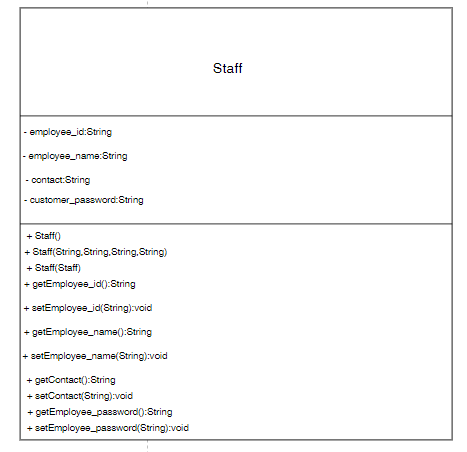 Staff
- employee_id:String
- employee_name:String
- contact:String
- customer_password:String
+ Staff()
+ Staff(String,String,String,String)
+ Staff(Staff)
+ getEmployee_id():String
+ setEmployee_id(String):void
+ getEmployee_name():String
+ setEmployee_name(String):void
+ getContact():String
+ setContact(String):void
+ getEmployee_password():String
+ setEmployee_password(String):void